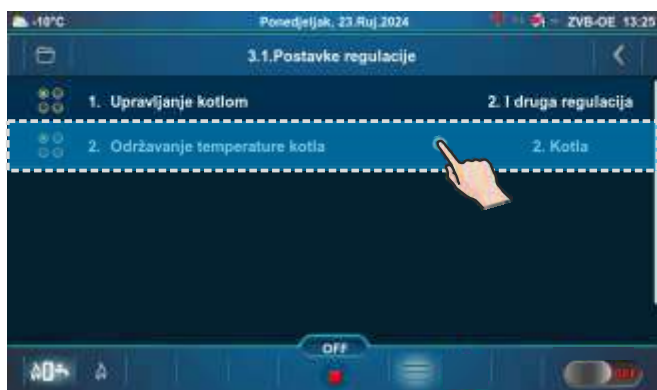 -10°C Ponedjeljak, 23.Ruj.2024 ZVB-OE 13:25
3.1.Postavke regulacije
1. Upravljanje kotlom 2. I druga regulacija
2. Održavanje temperature kotla 2. Kotla
OFF
OFF